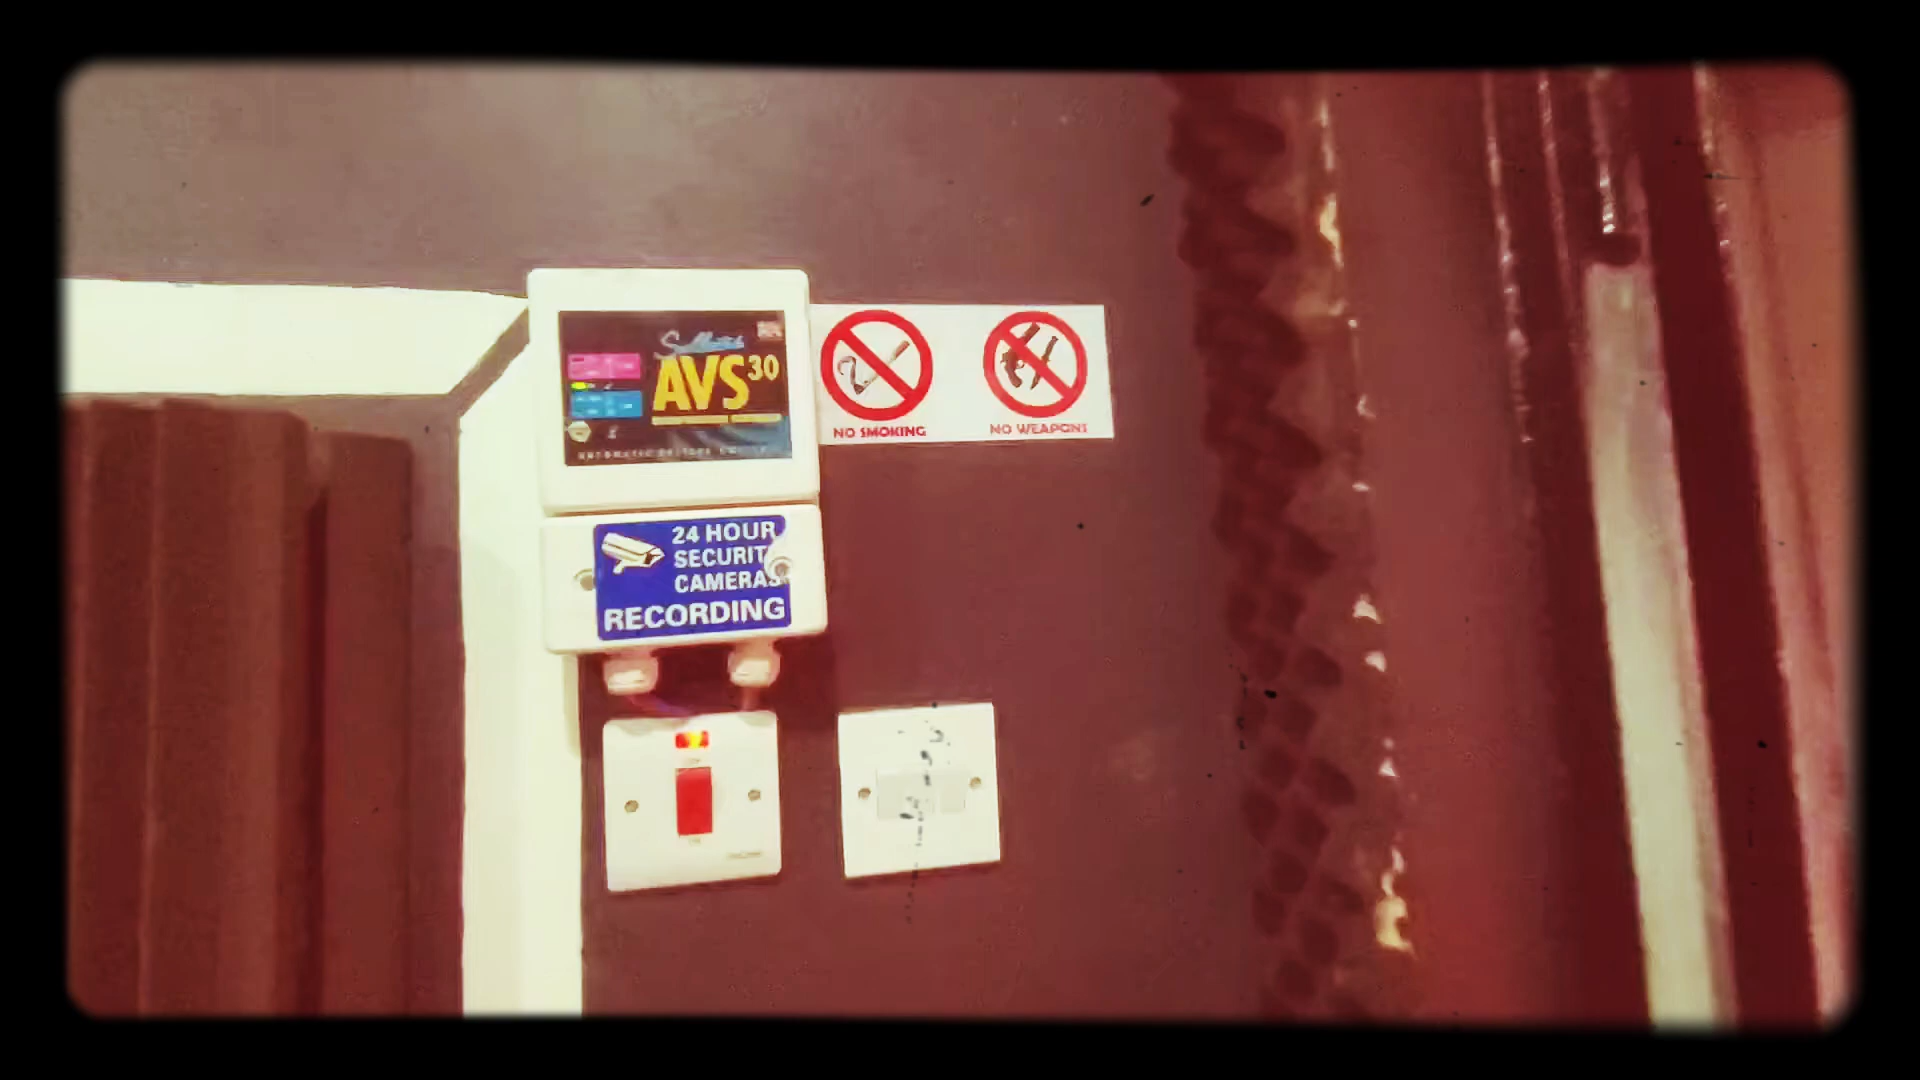 AVS30
NO SMOKING
NO WEAPONS
24 HOUR
SECURIT
CAMERAS
RECORDING